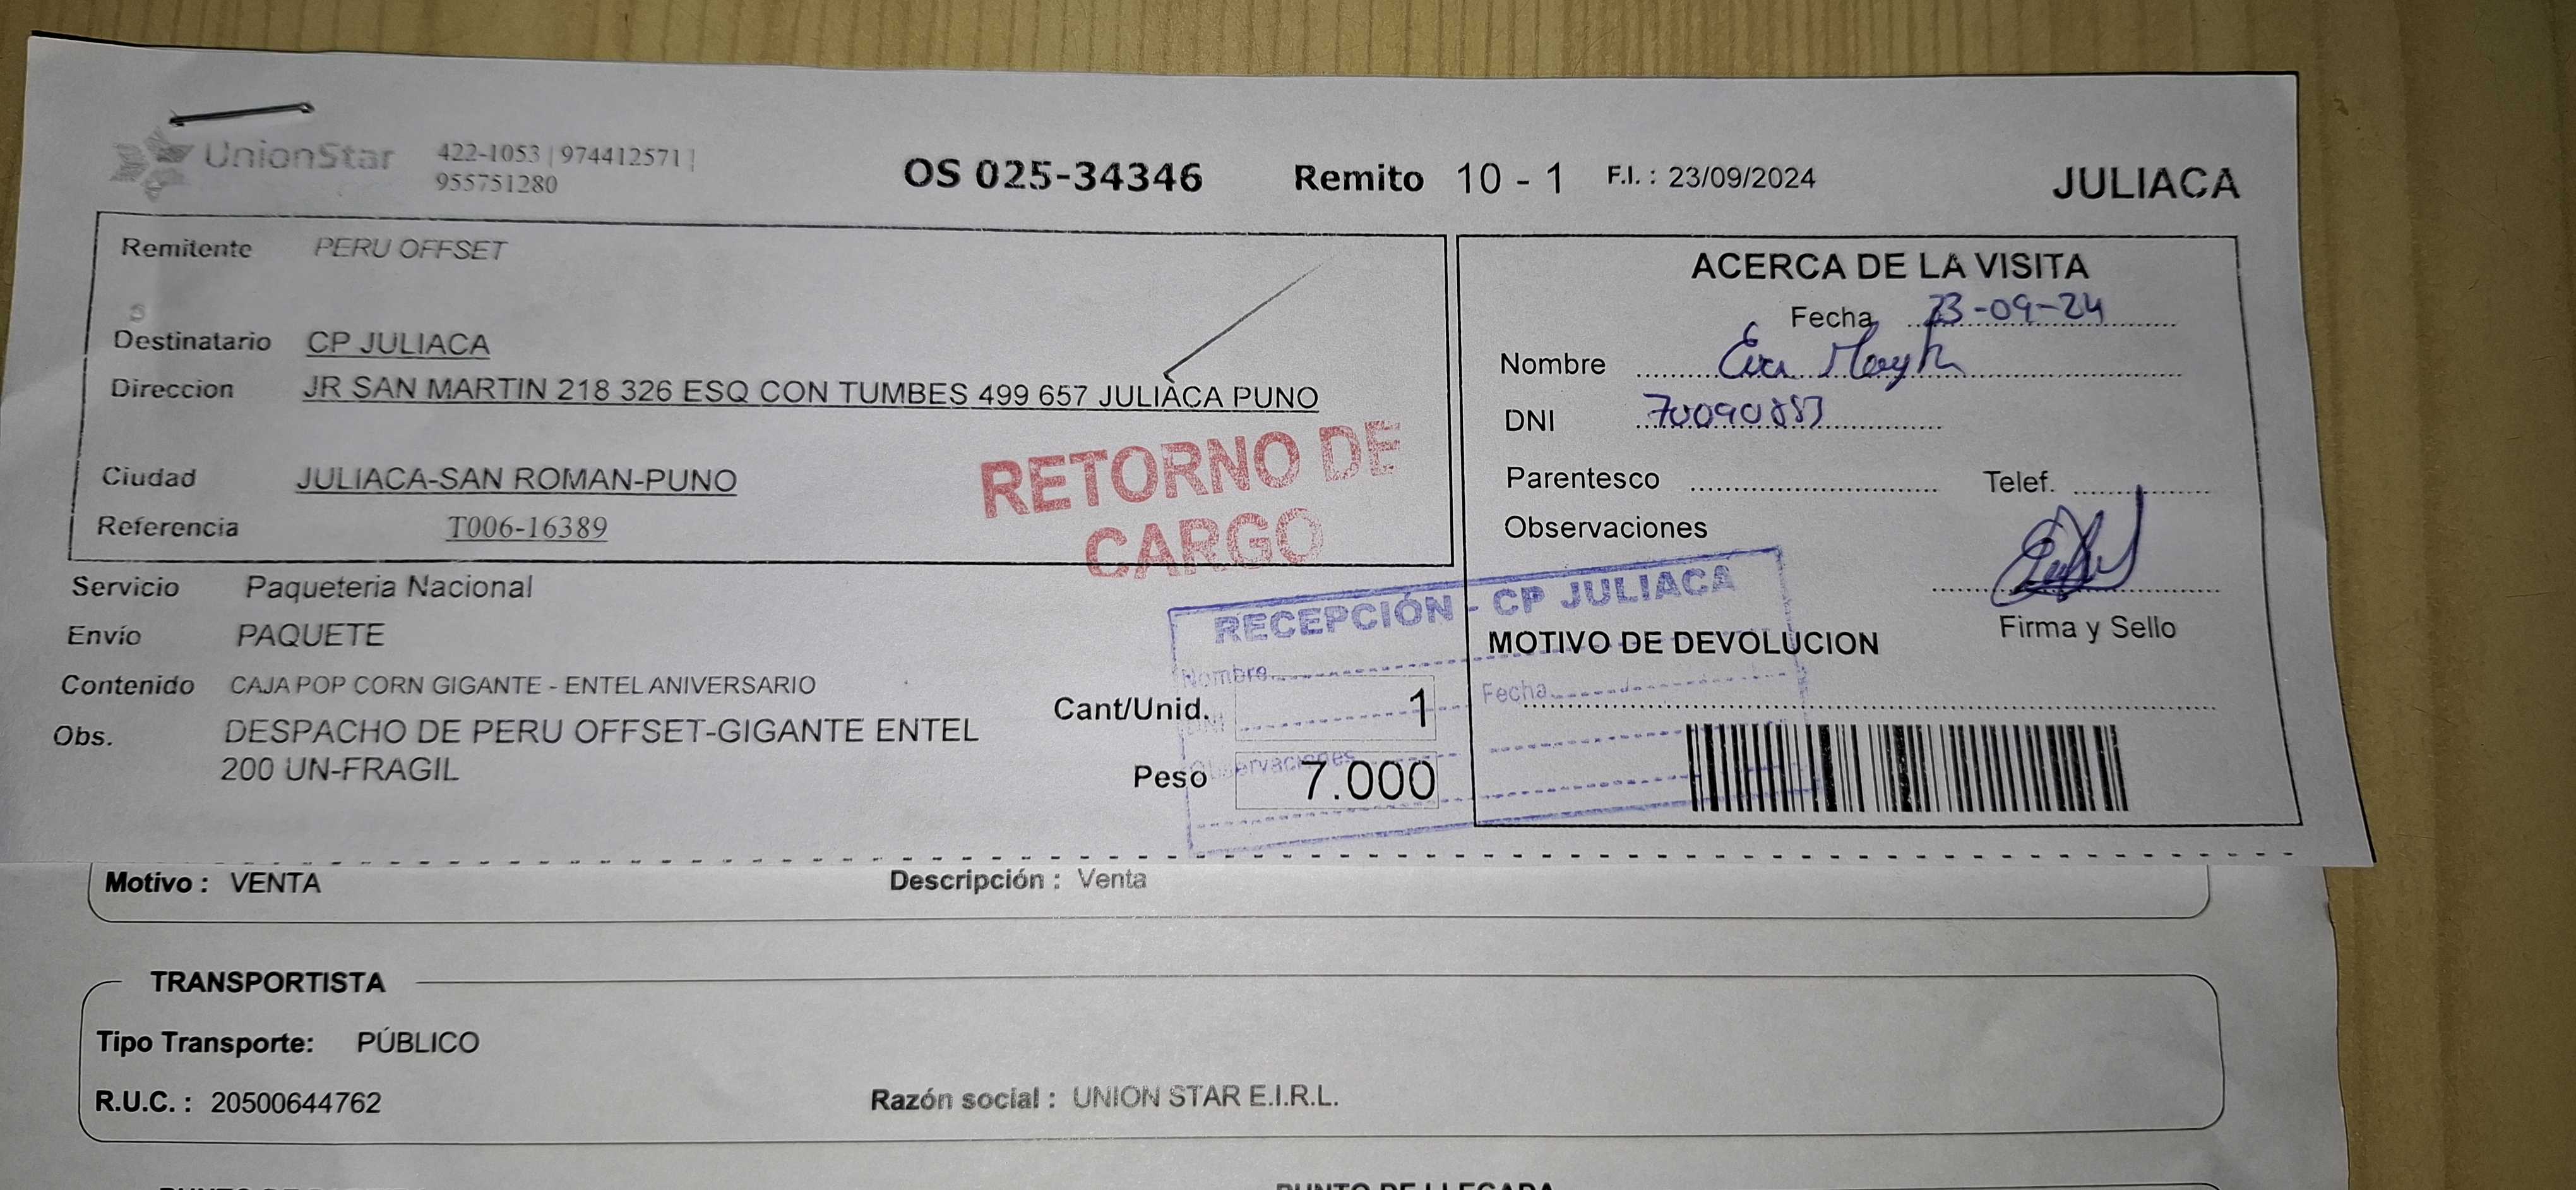 UnionStar
422-1053 | 974412571 |
955751280
OS 025-34346
Remito 10 - 1
F.I. : 23/09/2024
JULIACA
Remitente PERU OFFSET
S
Destinatario CP JULIACA
Direccion JR SAN MARTIN 218 326 ESQ CON TUMBES 499 657 JULIACA PUNO
Ciudad JULIACA-SAN ROMAN-PUNO
Referencia T006-16389
RETORNO DE
CARGO
Servicio Paqueteria Nacional
Envío PAQUETE
Contenido CAJA POP CORN GIGANTE - ENTEL ANIVERSARIO
Obs. DESPACHO DE PERU OFFSET-GIGANTE ENTEL
200 UN-FRAGIL
Cant/Unid. 1
Peso 7.000
ACERCA DE LA VISITA
Fecha 23-09-24
Nombre
DNI
Parentesco
Telef.
Observaciones
Firma y Sello
MOTIVO DE DEVOLUCION
RECEPCIÓN - CP JULIACA
Nombre
Fecha
DNI
Observaciones
Motivo : VENTA
Descripción : Venta
TRANSPORTISTA
Tipo Transporte: PÚBLICO
R.U.C. : 20500644762
Razón social : UNION STAR E.I.R.L.
PUNTO DE LLEGADA